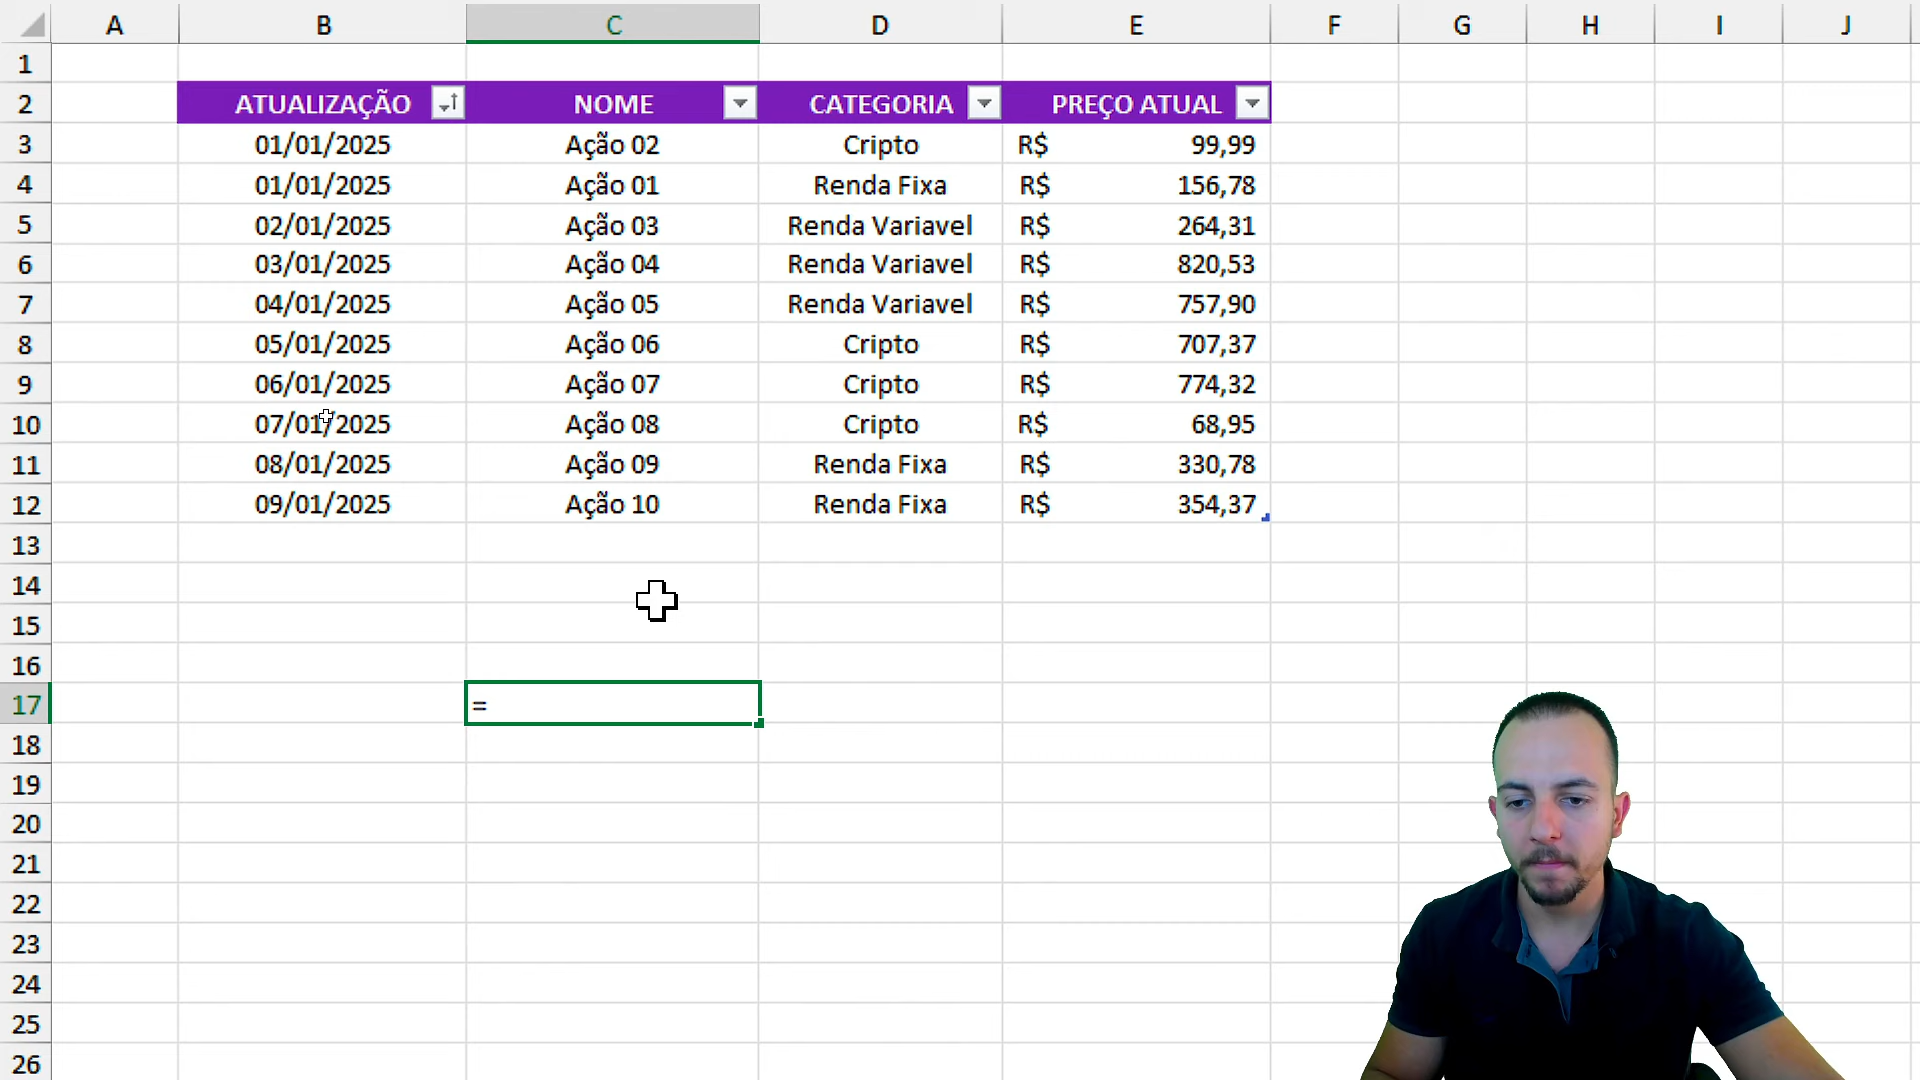 A B C D E F G H I J
1
2 ATUALIZAÇÃO NOME CATEGORIA PREÇO ATUAL
3 01/01/2025 Ação 02 Cripto R$ 99,99
4 01/01/2025 Ação 01 Renda Fixa R$ 156,78
5 02/01/2025 Ação 03 Renda Variavel R$ 264,31
6 03/01/2025 Ação 04 Renda Variavel R$ 820,53
7 04/01/2025 Ação 05 Renda Variavel R$ 757,90
8 05/01/2025 Ação 06 Cripto R$ 707,37
9 06/01/2025 Ação 07 Cripto R$ 774,32
10 07/01/2025 Ação 08 Cripto R$ 68,95
11 08/01/2025 Ação 09 Renda Fixa R$ 330,78
12 09/01/2025 Ação 10 Renda Fixa R$ 354,37
13
14
15
16
17 =
18
19
20
21
22
23
24
25
26